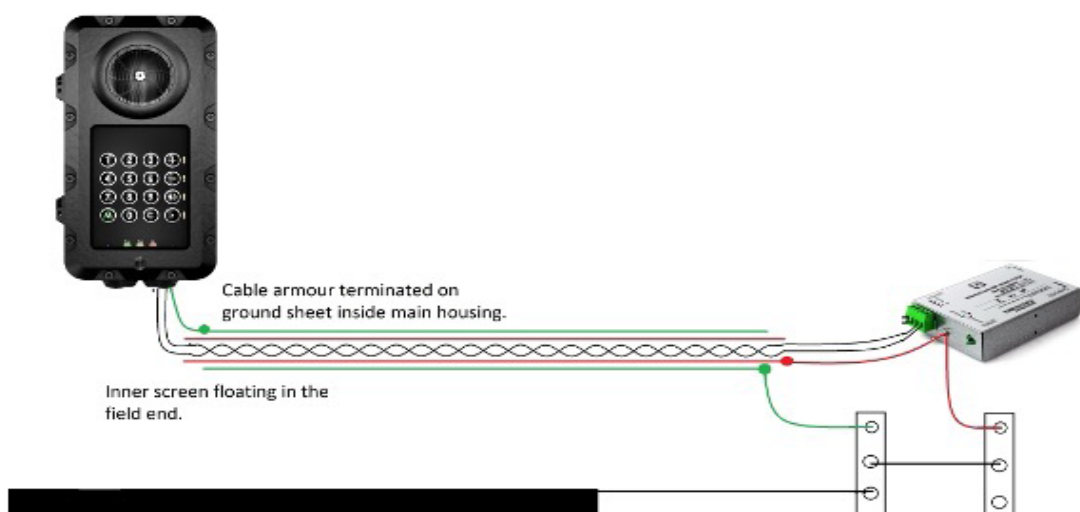 Cable armour terminated on
ground sheet inside main housing.
Inner screen floating in the
field end.